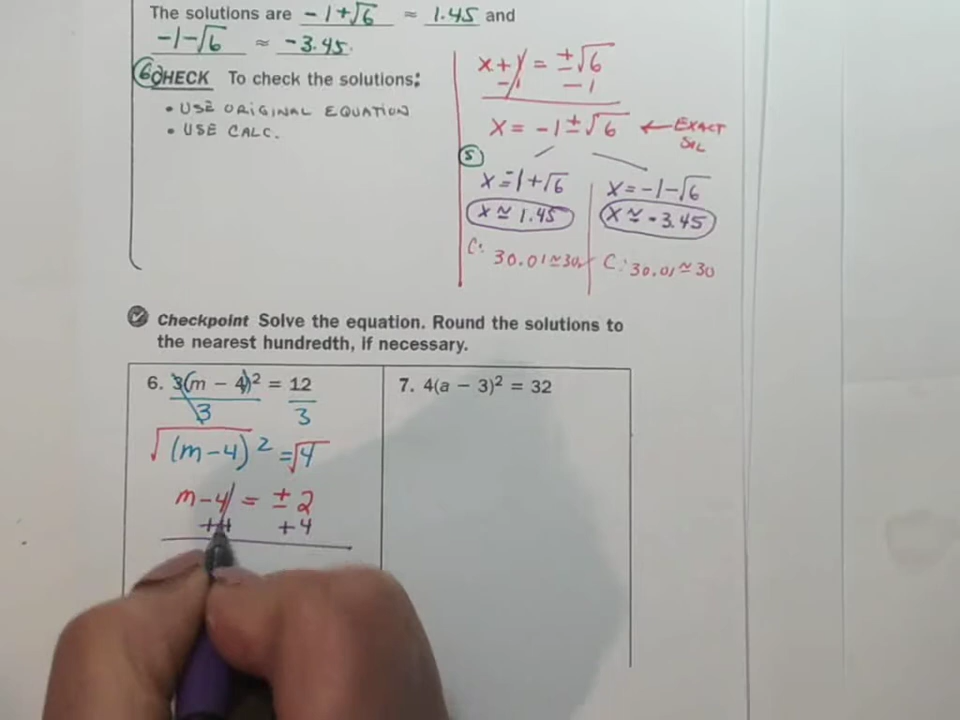 The solutions are -1+√6 ≈ 1.45 and
-1-√6 ≈ -3.45.
6 CHECK To check the solutions:
• USE ORIGINAL EQUATION
• USE CALC.
x+1 = ±√6
-1 -1
x = -1±√6 ← EXACT SOL
5
x=-1+√6
x≃1.45
C: 30.01≃30 ✓
x=-1-√6
x≃-3.45
C: 30.01≃30
Checkpoint Solve the equation. Round the solutions to
the nearest hundredth, if necessary.
6. 3(m - 4)² = 12
3 3
√(m-4)² = √4
m-4 = ±2
+4 +4
7. 4(a - 3)² = 32